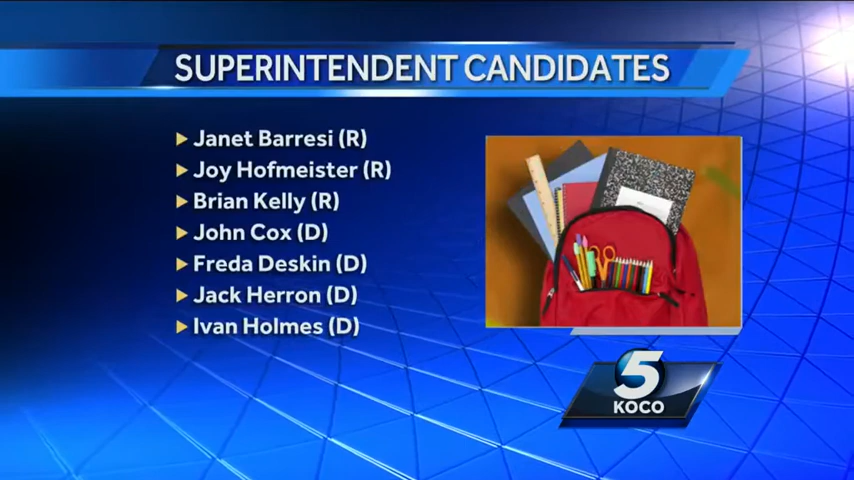 SUPERINTENDENT CANDIDATES
Janet Barresi (R)
Joy Hofmeister (R)
Brian Kelly (R)
John Cox (D)
Freda Deskin (D)
Jack Herron (D)
Ivan Holmes (D)
5
KOCO